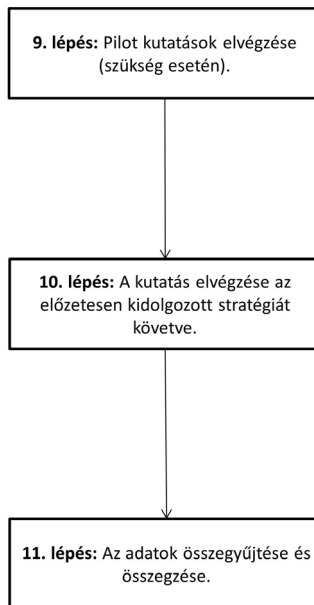 9. lépés: Pilot kutatások elvégzése
(szükség esetén).
10. lépés: A kutatás elvégzése az
előzetesen kidolgozott stratégiát
követve.
11. lépés: Az adatok összegyűjtése és
összegzése.